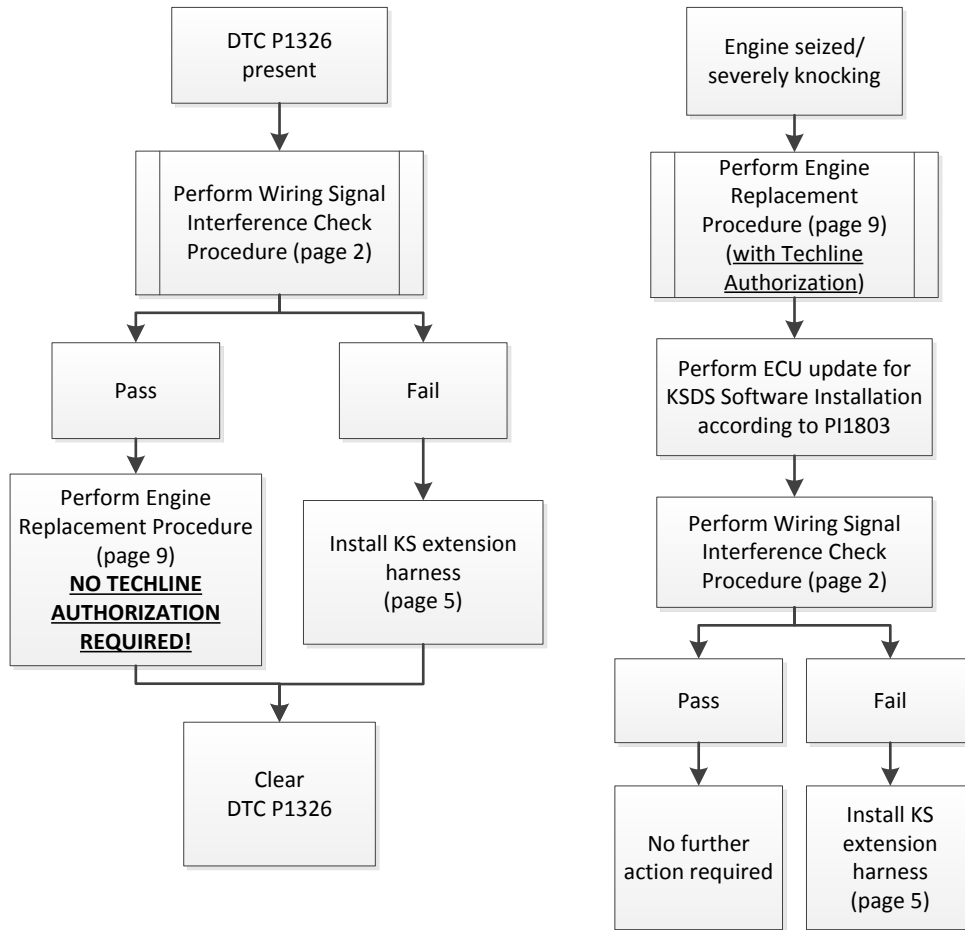 DTC P1326
present
Perform Wiring Signal
Interference Check
Procedure (page 2)
Pass
Fail
Perform Engine
Replacement Procedure
(page 9)
NO TECHLINE
AUTHORIZATION
REQUIRED!
Install KS extension
harness
(page 5)
Clear
DTC P1326
Engine seized/
severely knocking
Perform Engine
Replacement
Procedure (page 9)
(with Techline
Authorization)
Perform ECU update for
KSDS Software Installation
according to PI1803
Perform Wiring Signal
Interference Check
Procedure (page 2)
Pass
Fail
No further
action required
Install KS
extension
harness
(page 5)